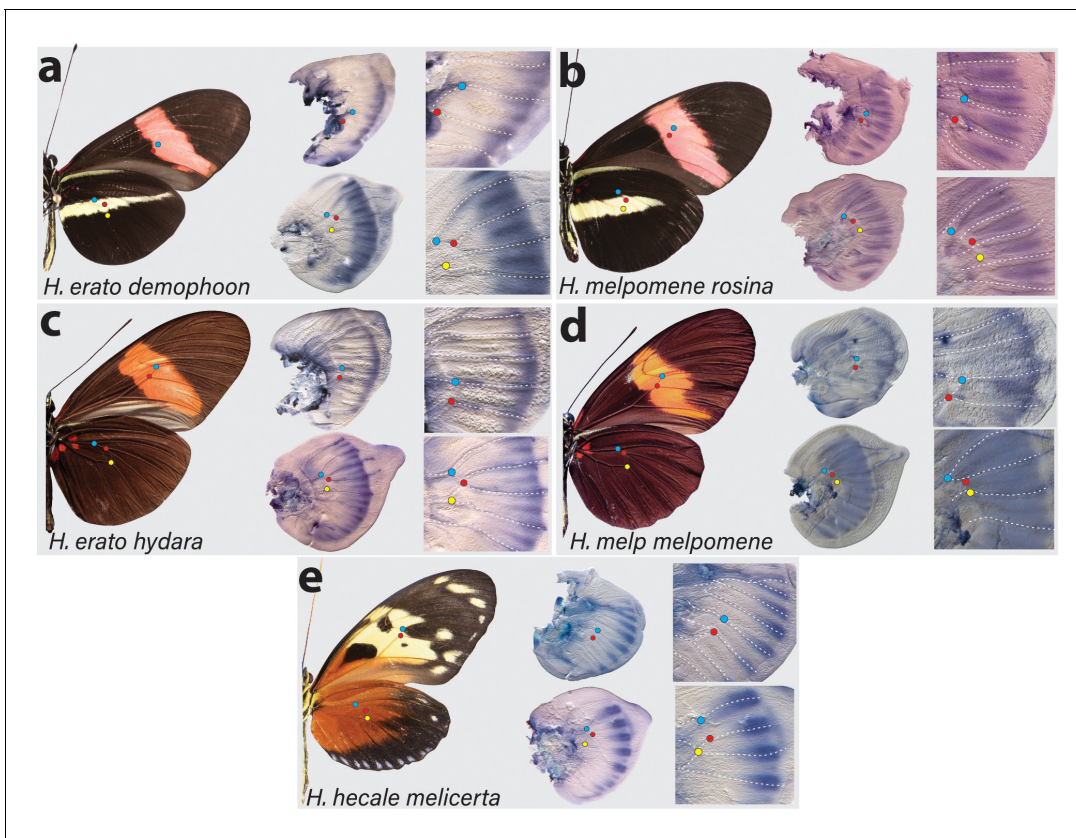 a
b
H. erato demophoon
H. melpomene rosina
c
d
H. erato hydara
H. melp melpomene
e
H. hecale melicerta